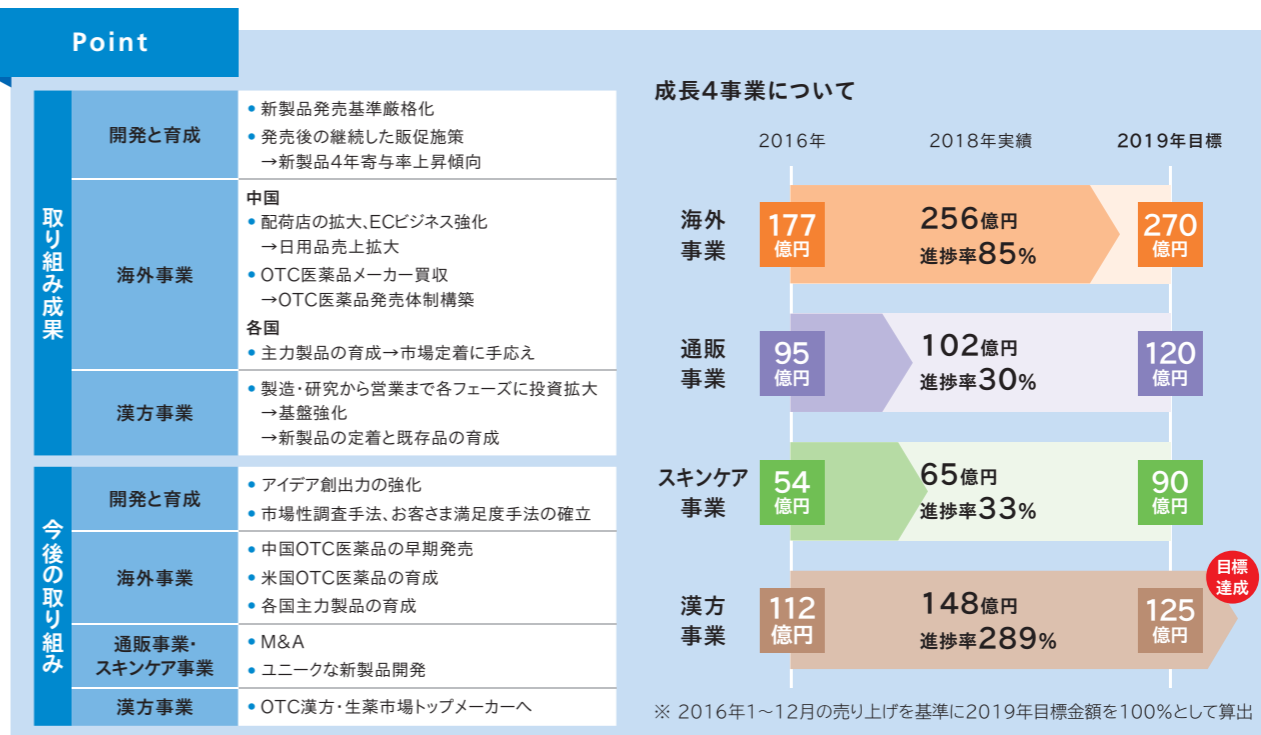 Point
取り組み成果
開発と育成
• 新製品発売基準厳格化
• 発売後の継続した販促施策
→新製品4年寄与率上昇傾向
海外事業
中国
• 配荷店の拡大、ECビジネス強化
→日用品売上拡大
• OTC医薬品メーカー買収
→OTC医薬品発売体制構築
各国
• 主力製品の育成→市場定着に手応え
漢方事業
• 製造・研究から営業まで各フェーズに投資拡大
→基盤強化
→新製品の定着と既存品の育成
今後の取り組み
開発と育成
• アイデア創出力の強化
• 市場性調査手法、お客さま満足度手法の確立
海外事業
• 中国OTC医薬品の早期発売
• 米国OTC医薬品の育成
• 各国主力製品の育成
通販事業・
スキンケア事業
• M&A
• ユニークな新製品開発
漢方事業
• OTC漢方・生薬市場トップメーカーへ
成長4事業について
2016年 2018年実績 2019年目標
海外
事業
177
億円
256億円
進捗率85%
270
億円
通販
事業
95
億円
102億円
進捗率30%
120
億円
スキンケア
事業
54
億円
65億円
進捗率33%
90
億円
漢方
事業
112
億円
148億円
進捗率289%
125
億円
目標
達成
※ 2016年1〜12月の売り上げを基準に2019年目標金額を100%として算出